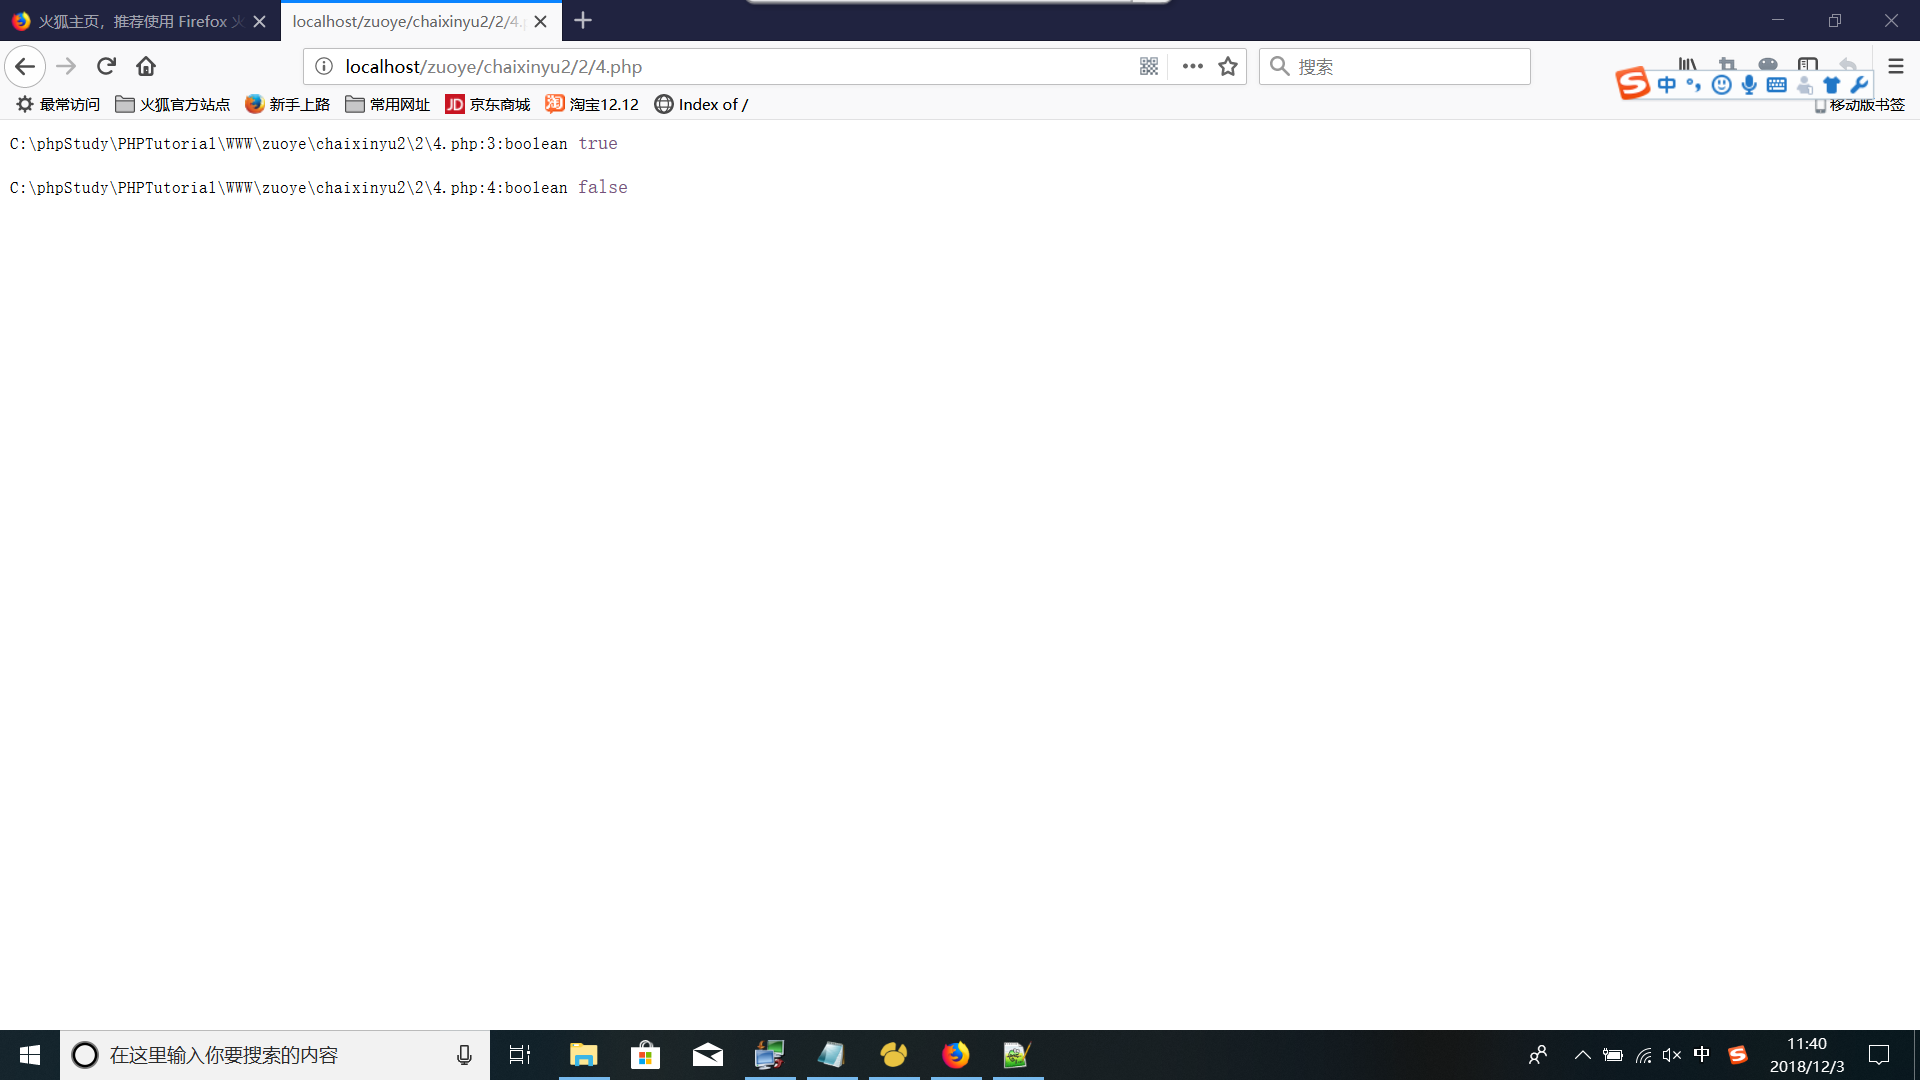 火狐主页，推荐使用 Firefox
localhost/zuoye/chaixinyu2/2/4.
localhost/zuoye/chaixinyu2/2/4.php
搜索
中
最常访问 火狐官方站点 新手上路 常用网址 JD 京东商城 淘 淘宝12.12 Index of /
移动版书签
C:\phpStudy\PHPTutorial\WWW\zuoye\chaixinyu2\2\4.php:3:boolean true
C:\phpStudy\PHPTutorial\WWW\zuoye\chaixinyu2\2\4.php:4:boolean false
在这里输入你要搜索的内容
中
11:40
2018/12/3